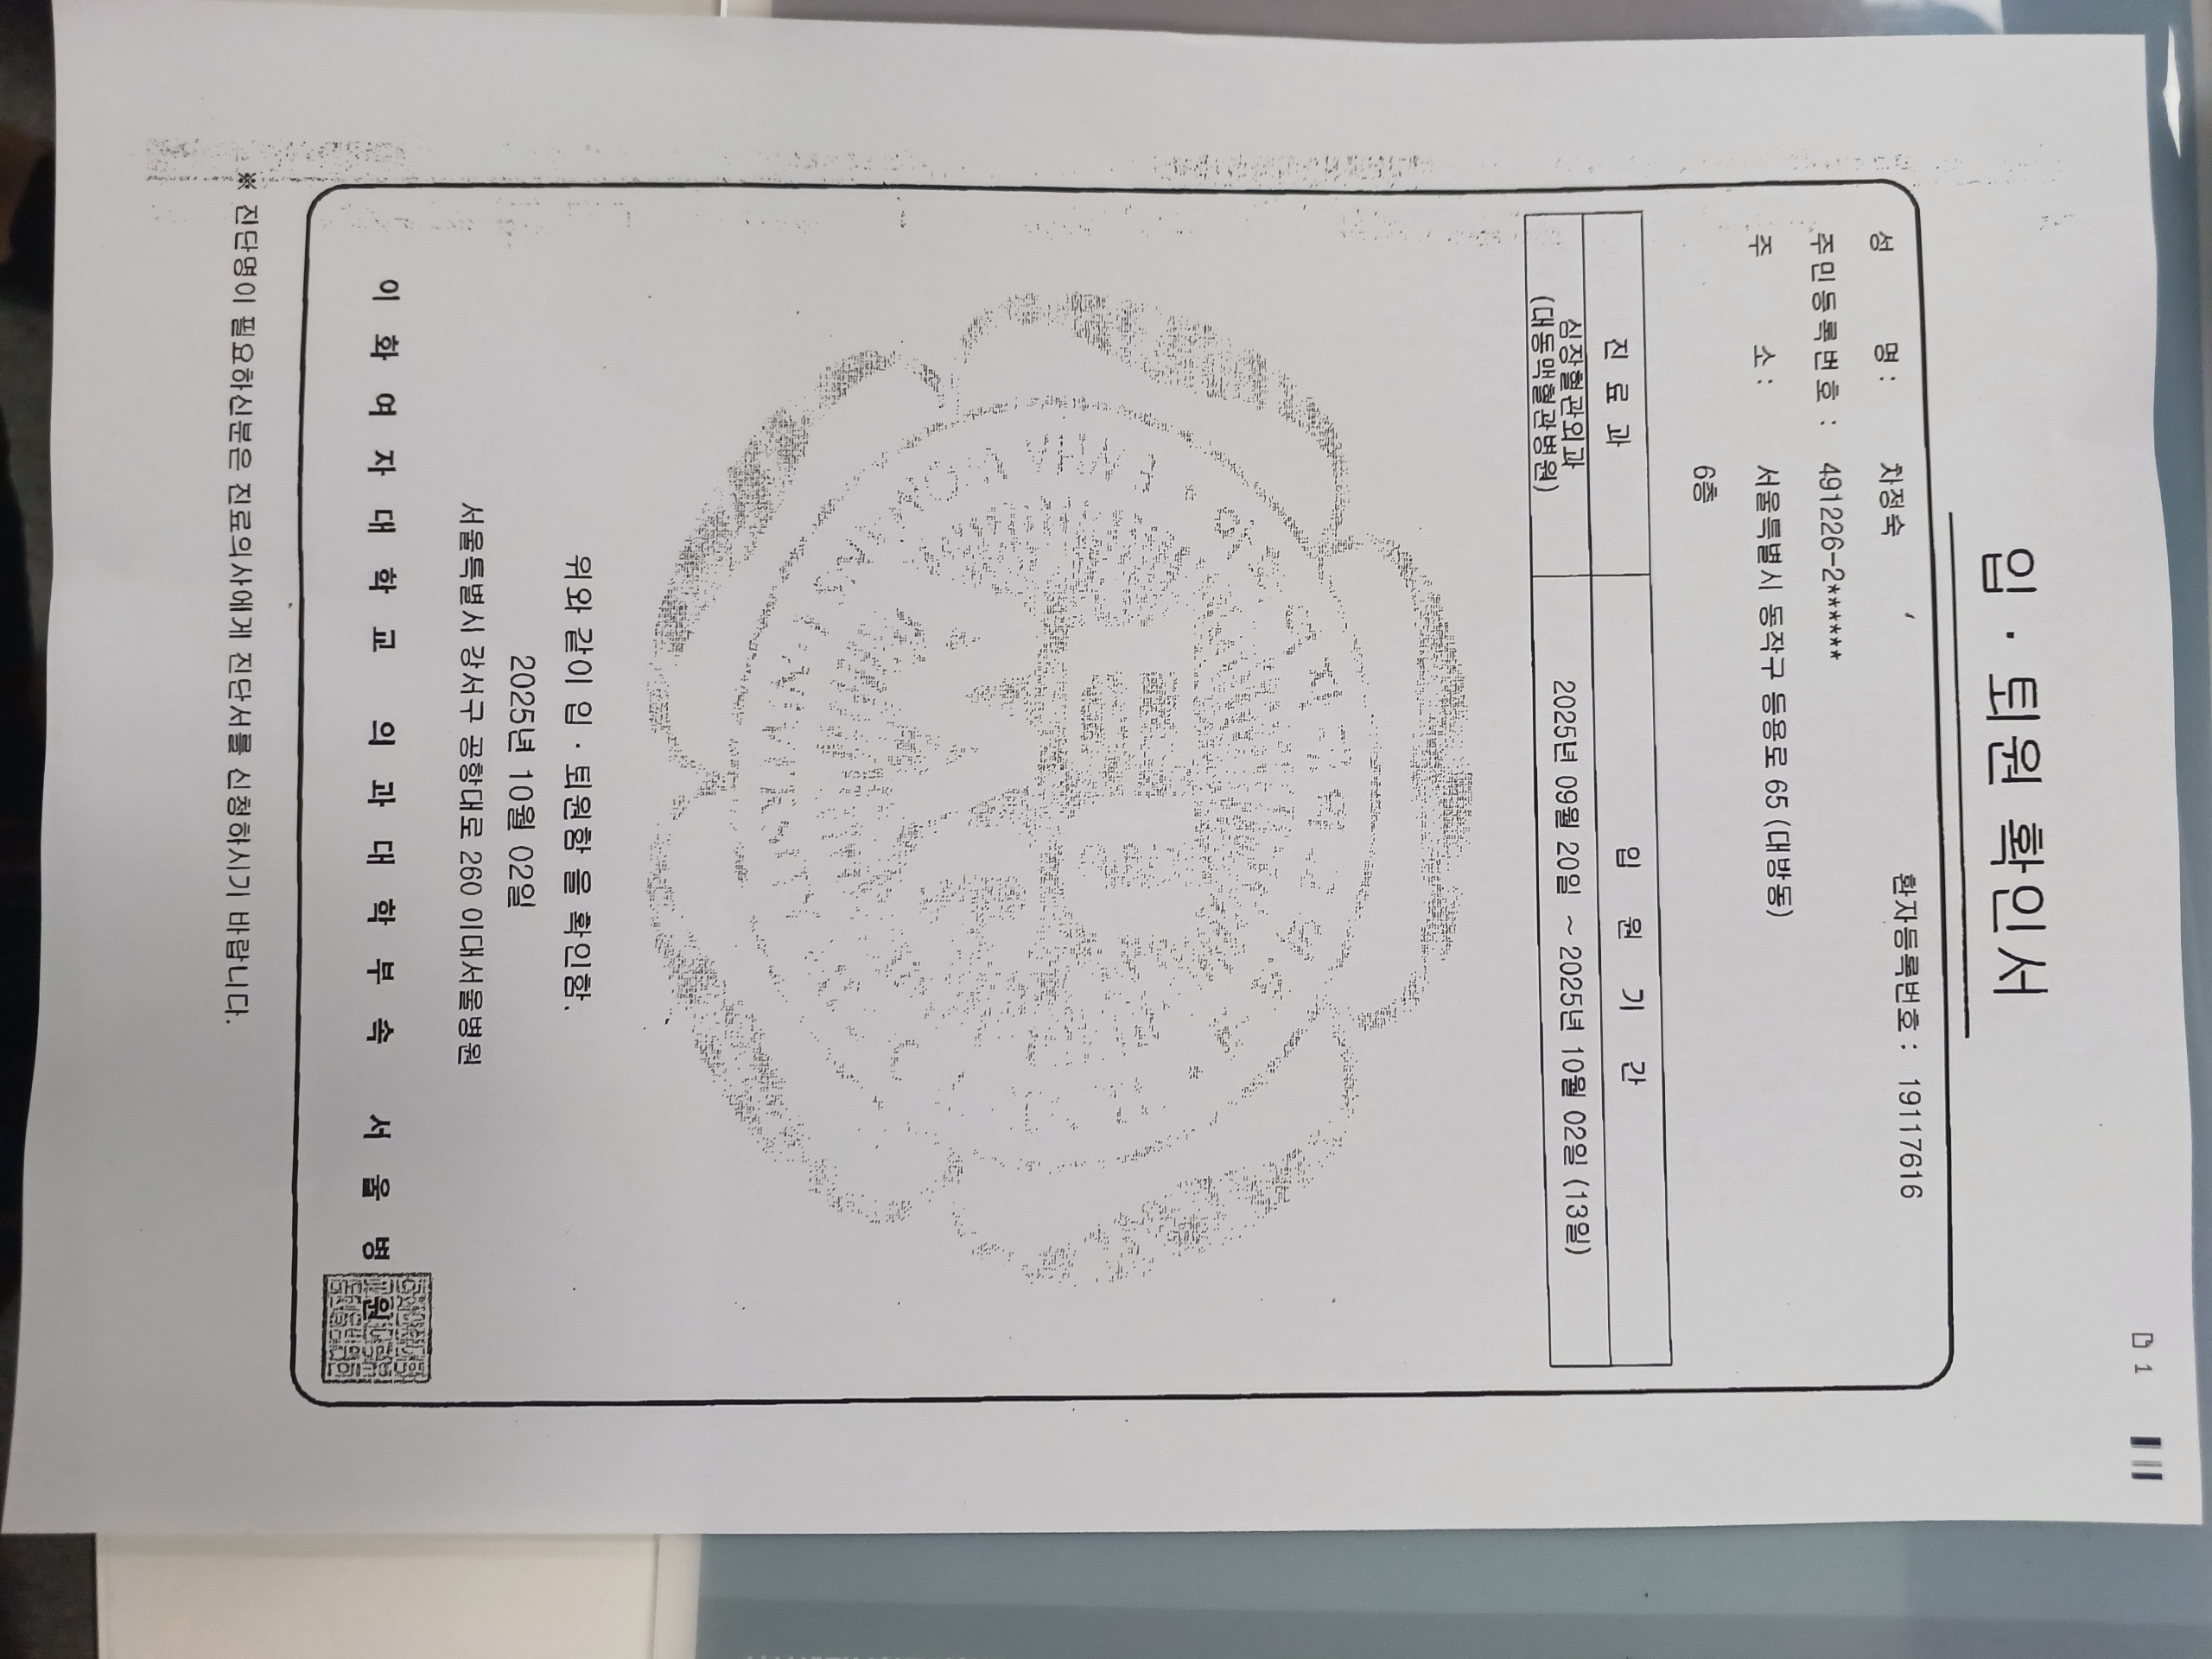 1
입 · 퇴원 확인서
환자등록번호 : 19117616
성 명 : 차정숙
주민등록번호 : 491226-2******
주 소 : 서울특별시 동작구 등용로 65 (대방동)
6층
진 료 과 입 원 기 간
심장혈관외과
(대동맥혈관병원) 2025년 09월 20일 ~ 2025년 10월 02일 (13일)
위와 같이 입 · 퇴원함 을 확인함.
2025년 10월 02일
서울특별시 강서구 공항대로 260 이대서울병원
이 화 여 자 대 학 교 의 과 대 학 부 속 서 울 병 원
※ 진단명이 필요하신분은 진료의사에게 진단서를 신청하시기 바랍니다.